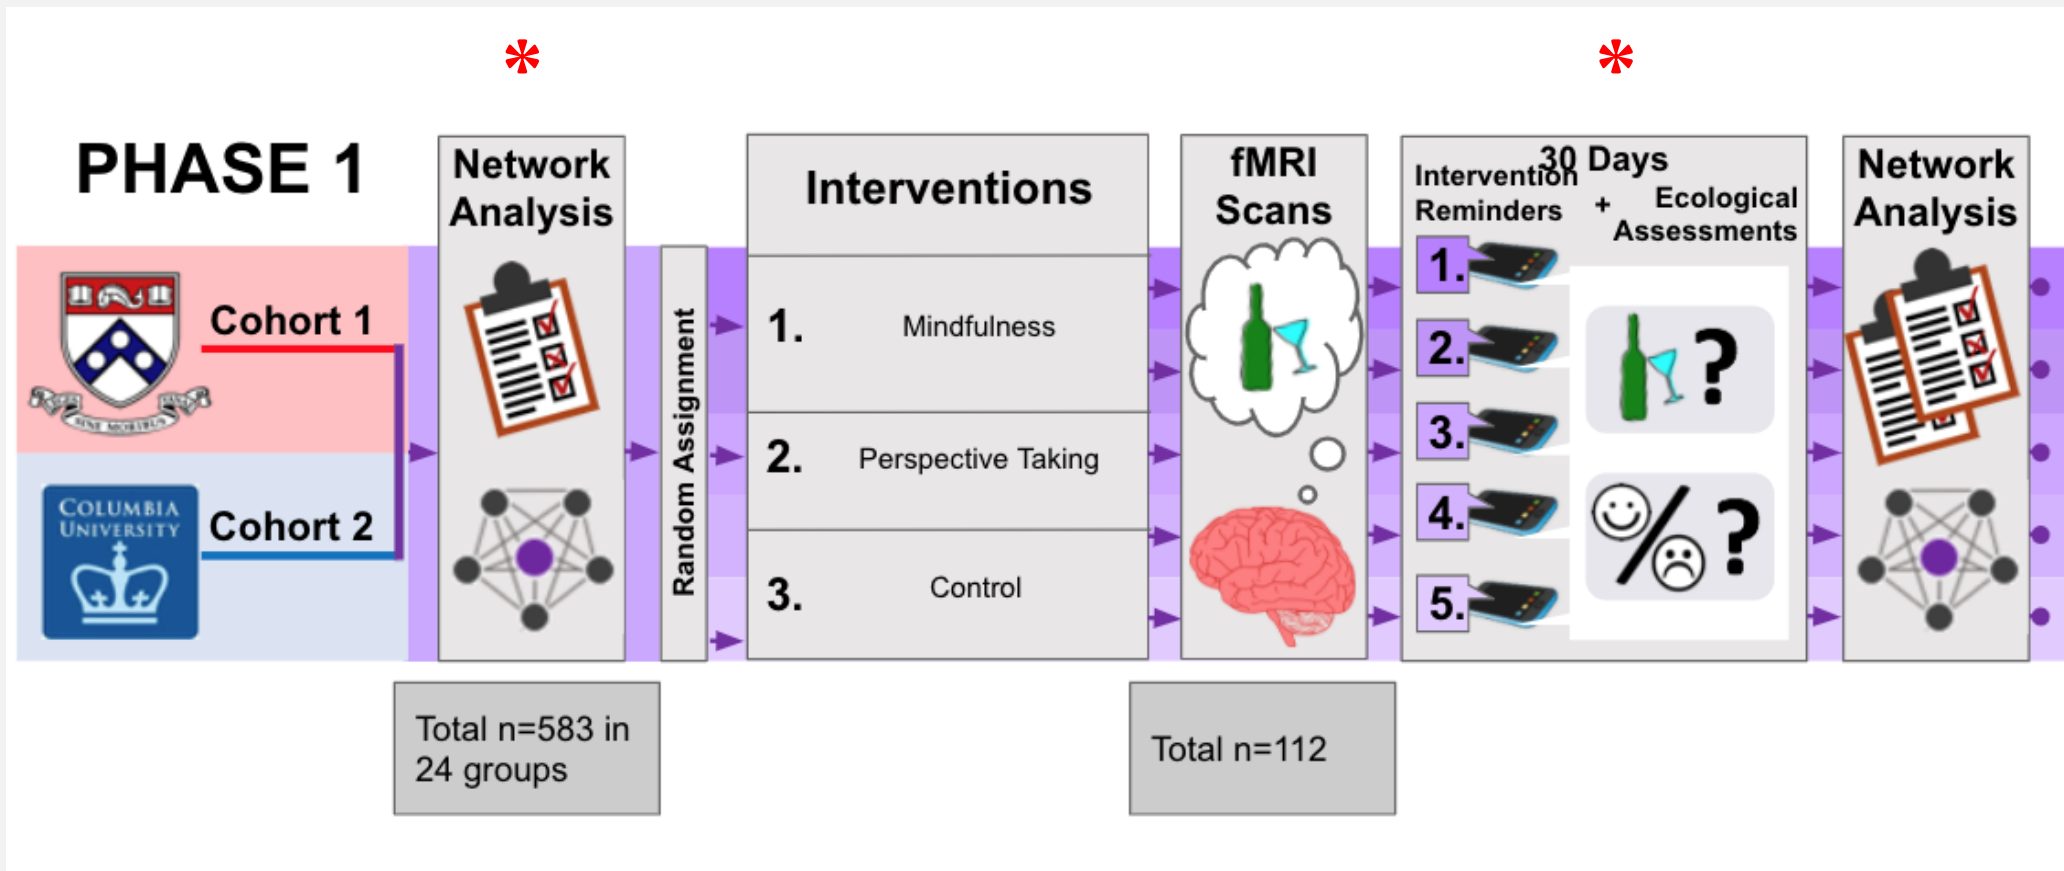 *
*
PHASE 1
Cohort 1
SINE MORIBUS
COLUMBIA
UNIVERSITY
Cohort 2
Network
Analysis
Total n=583 in
24 groups
Random Assignment
Interventions
1. Mindfulness
2. Perspective Taking
3. Control
fMRI
Scans
Total n=112
30 Days
Intervention
Reminders
+
Ecological
Assessments
1.
2.
3.
4.
5.
?
?
Network
Analysis